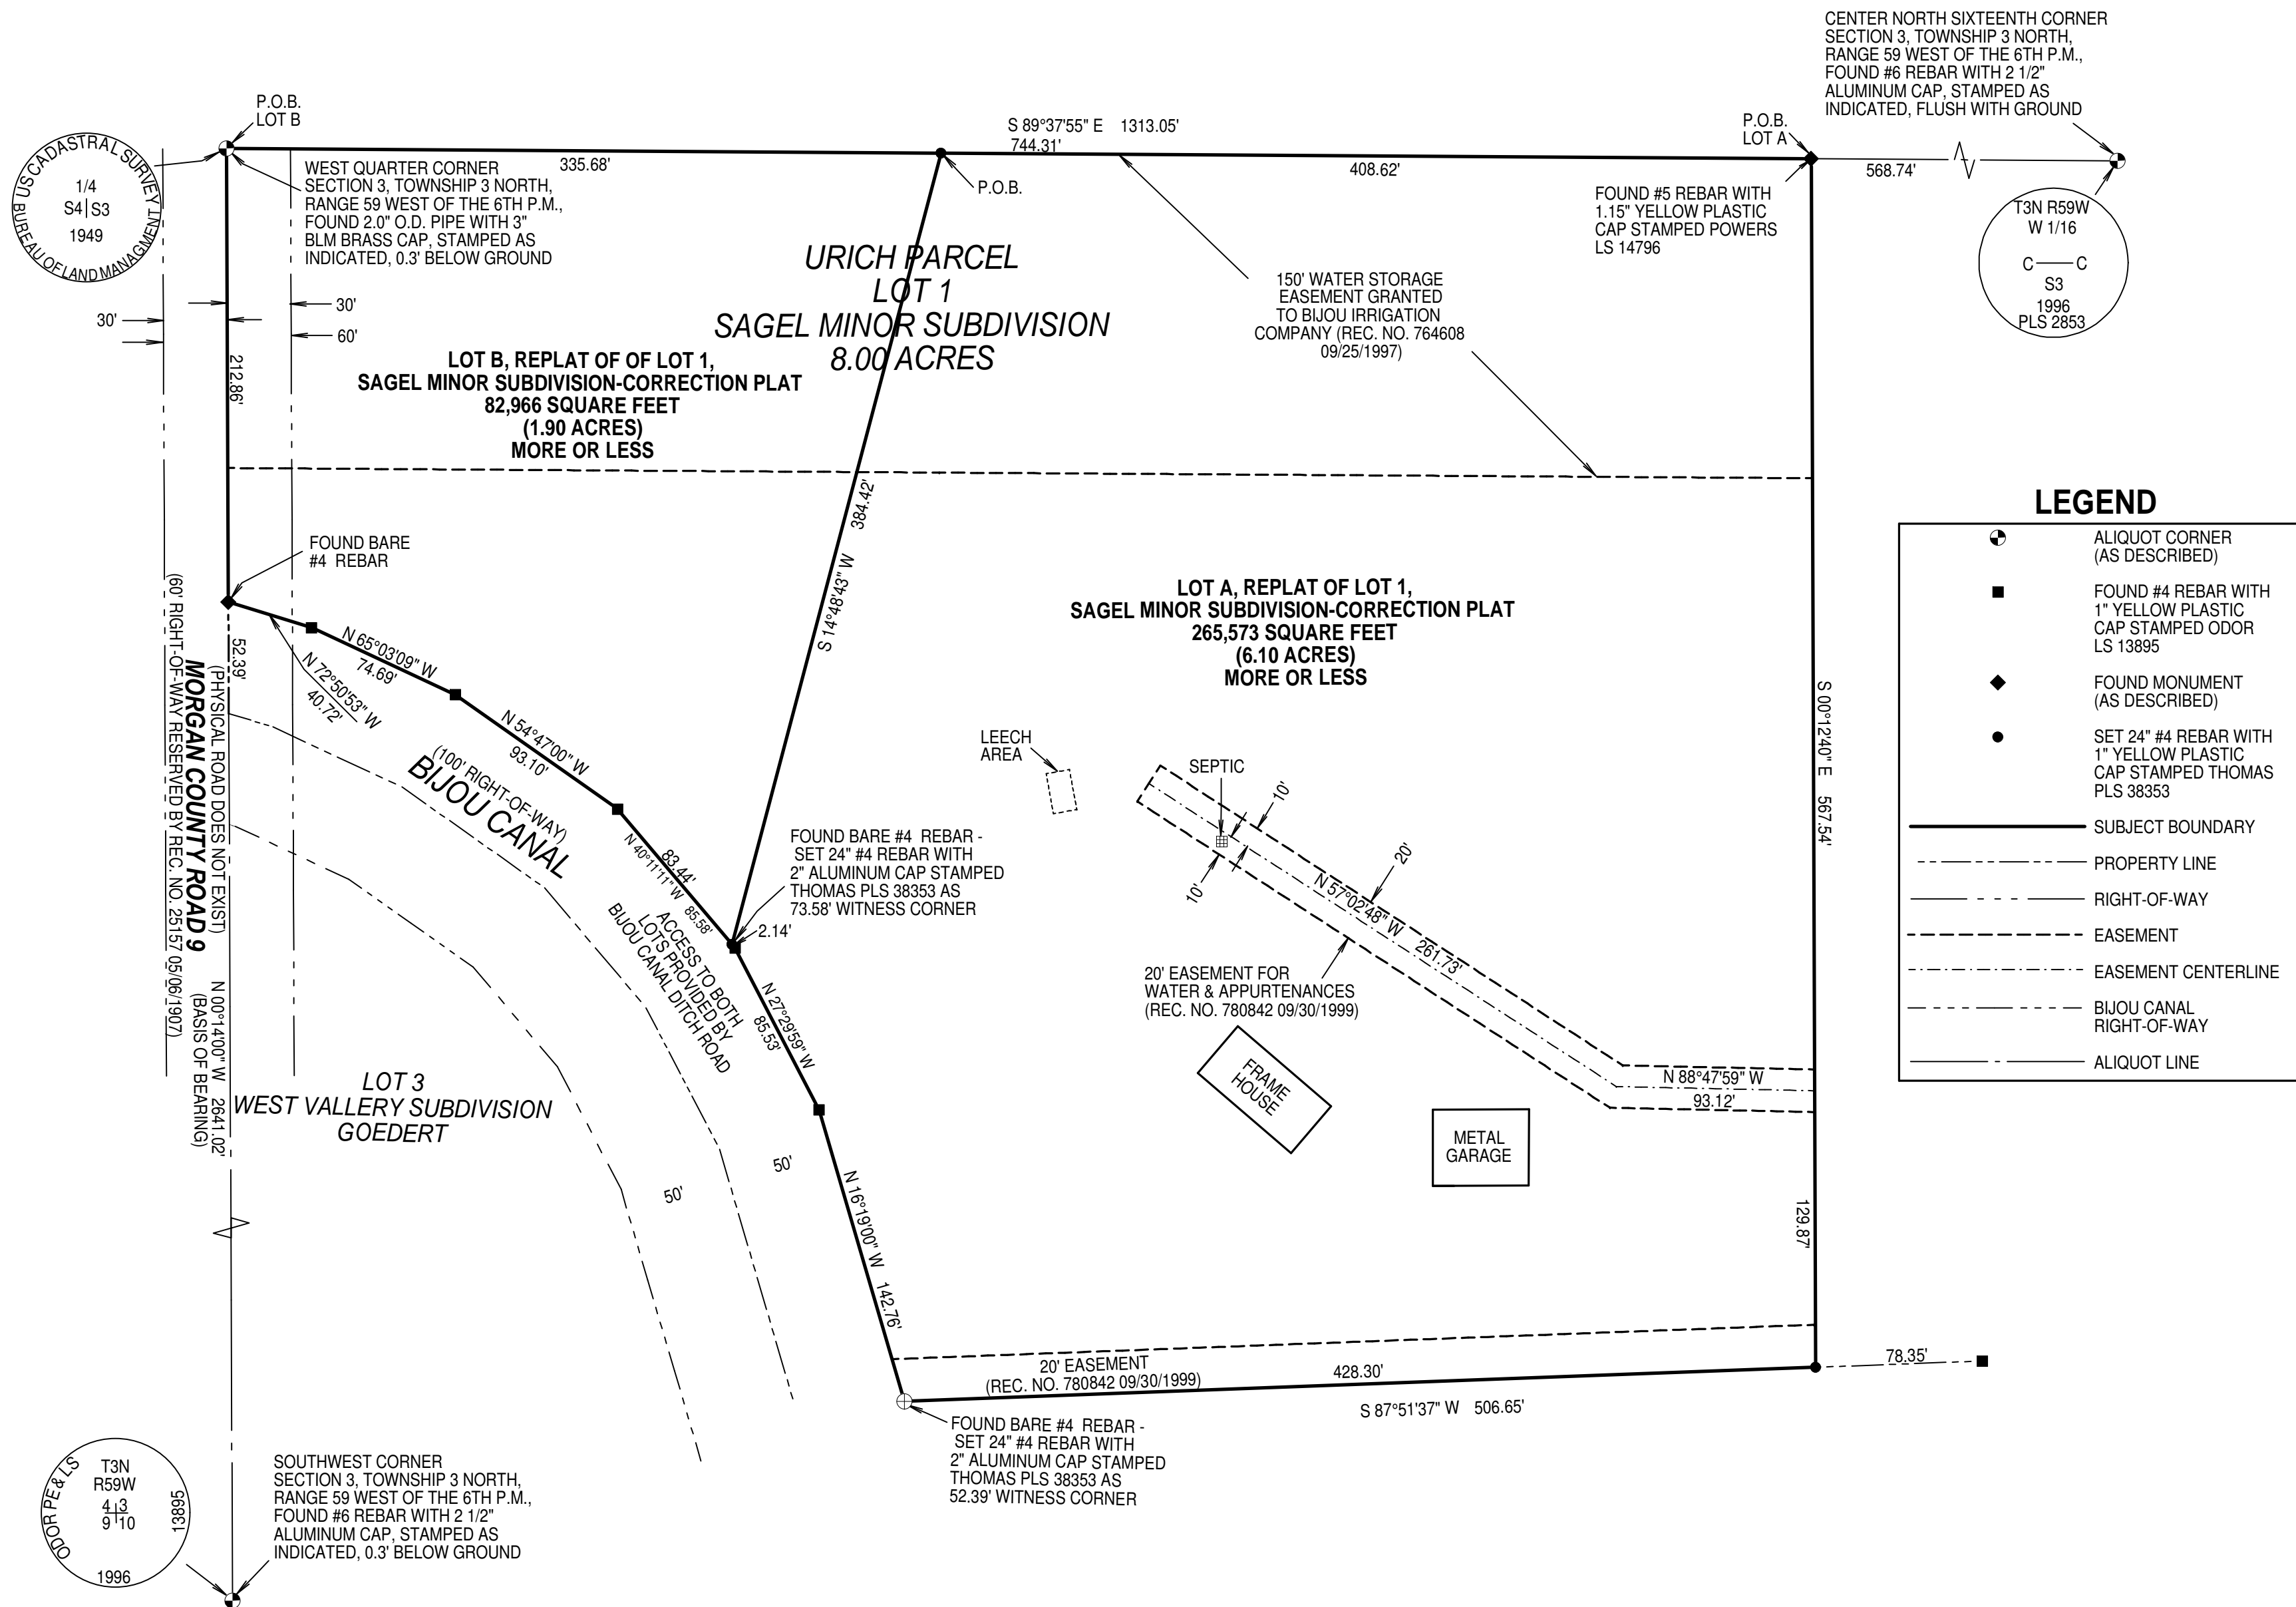 CENTER NORTH SIXTEENTH CORNER
SECTION 3, TOWNSHIP 3 NORTH,
RANGE 59 WEST OF THE 6TH P.M.,
FOUND #6 REBAR WITH 2 1/2"
ALUMINUM CAP, STAMPED AS
INDICATED, FLUSH WITH GROUND
P.O.B.
LOT B
S 89°37'55" E 1313.05'
744.31'
P.O.B.
LOT A
335.68'
408.62'
568.74'
P.O.B.
US CADASTRAL SURVEY
BUREAU OF LAND MANAGMENT INT
1/4
S4 S3
1949
WEST QUARTER CORNER
SECTION 3, TOWNSHIP 3 NORTH,
RANGE 59 WEST OF THE 6TH P.M.,
FOUND 2.0" O.D. PIPE WITH 3"
BLM BRASS CAP, STAMPED AS
INDICATED, 0.3' BELOW GROUND
FOUND #5 REBAR WITH
1.15" YELLOW PLASTIC
CAP STAMPED POWERS
LS 14796
T3N R59W
W 1/16
C C
S3
1996
PLS 2853
URICH PARCEL
LOT 1
SAGEL MINOR SUBDIVISION
8.00 ACRES
150' WATER STORAGE
EASEMENT GRANTED
TO BIJOU IRRIGATION
COMPANY (REC. NO. 764608
09/25/1997)
30'
30'
60'
212.86'
LOT B, REPLAT OF OF LOT 1,
SAGEL MINOR SUBDIVISION-CORRECTION PLAT
82,966 SQUARE FEET
(1.90 ACRES)
MORE OR LESS
S 14°48'43" W 384.42'
FOUND BARE
#4 REBAR
LOT A, REPLAT OF LOT 1,
SAGEL MINOR SUBDIVISION-CORRECTION PLAT
265,573 SQUARE FEET
(6.10 ACRES)
MORE OR LESS
LEGEND
ALIQUOT CORNER
(AS DESCRIBED)
FOUND #4 REBAR WITH
1" YELLOW PLASTIC
CAP STAMPED ODOR
LS 13895
FOUND MONUMENT
(AS DESCRIBED)
SET 24" #4 REBAR WITH
1" YELLOW PLASTIC
CAP STAMPED THOMAS
PLS 38353
SUBJECT BOUNDARY
PROPERTY LINE
RIGHT-OF-WAY
EASEMENT
EASEMENT CENTERLINE
BIJOU CANAL
RIGHT-OF-WAY
ALIQUOT LINE
52.39'
N 72°50'53" W
40.72'
N 65°03'09" W
74.69'
N 54°47'00" W
93.10'
(100' RIGHT-OF-WAY)
BIJOU CANAL
83.44'
N 40°11'11" W 85.58'
2.14'
FOUND BARE #4 REBAR -
SET 24" #4 REBAR WITH
2" ALUMINUM CAP STAMPED
THOMAS PLS 38353 AS
73.58' WITNESS CORNER
ACCESS TO BOTH
LOTS PROVIDED BY
BIJOU CANAL DITCH ROAD
N 27°29'59" W
85.53'
(PHYSICAL ROAD DOES NOT EXIST)
MORGAN COUNTY ROAD 9
(60' RIGHT-OF-WAY RESERVED BY REC. NO. 25157 05/06/1907)
N 00°14'00" W 2641.02'
(BASIS OF BEARING)
LOT 3
WEST VALLERY SUBDIVISION
GOEDERT
LEECH
AREA
SEPTIC
10'
10'
20'
N 57°02'48" W 261.73'
20' EASEMENT FOR
WATER & APPURTENANCES
(REC. NO. 780842 09/30/1999)
FRAME
HOUSE
METAL
GARAGE
N 88°47'59" W
93.12'
S 00°12'40" E 567.54'
129.87'
50'
50'
N 16°19'00" W 142.76'
20' EASEMENT
(REC. NO. 780842 09/30/1999)
428.30'
78.35'
S 87°51'37" W 506.65'
FOUND BARE #4 REBAR -
SET 24" #4 REBAR WITH
2" ALUMINUM CAP STAMPED
THOMAS PLS 38353 AS
52.39' WITNESS CORNER
ODOR PE & LS
T3N
R59W
4 3
9 10
13895
1996
SOUTHWEST CORNER
SECTION 3, TOWNSHIP 3 NORTH,
RANGE 59 WEST OF THE 6TH P.M.,
FOUND #6 REBAR WITH 2 1/2"
ALUMINUM CAP, STAMPED AS
INDICATED, 0.3' BELOW GROUND